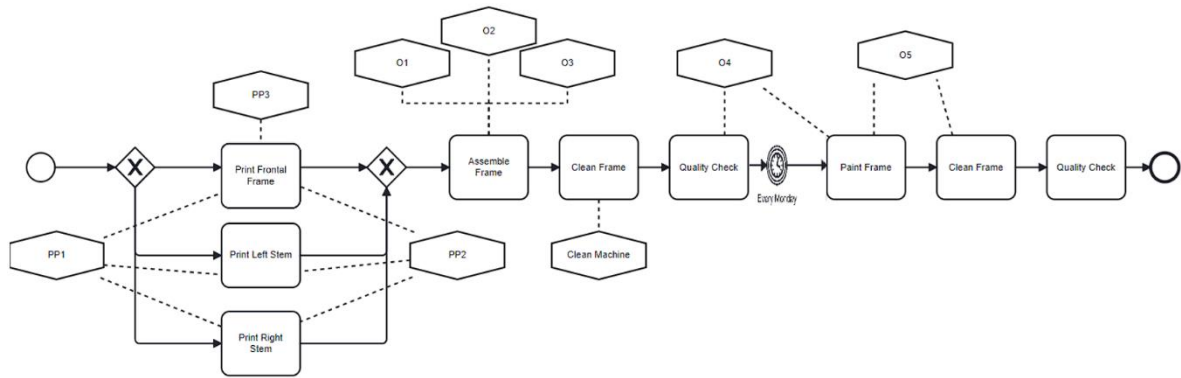 O2
O1
O3
O4
O5
PP3
Print Frontal
Frame
Assemble
Frame
Clean Frame
Quality Check
Every Monday
Paint Frame
Clean Frame
Quality Check
PP1
Print Left Stem
PP2
Clean Machine
Print Right
Stem